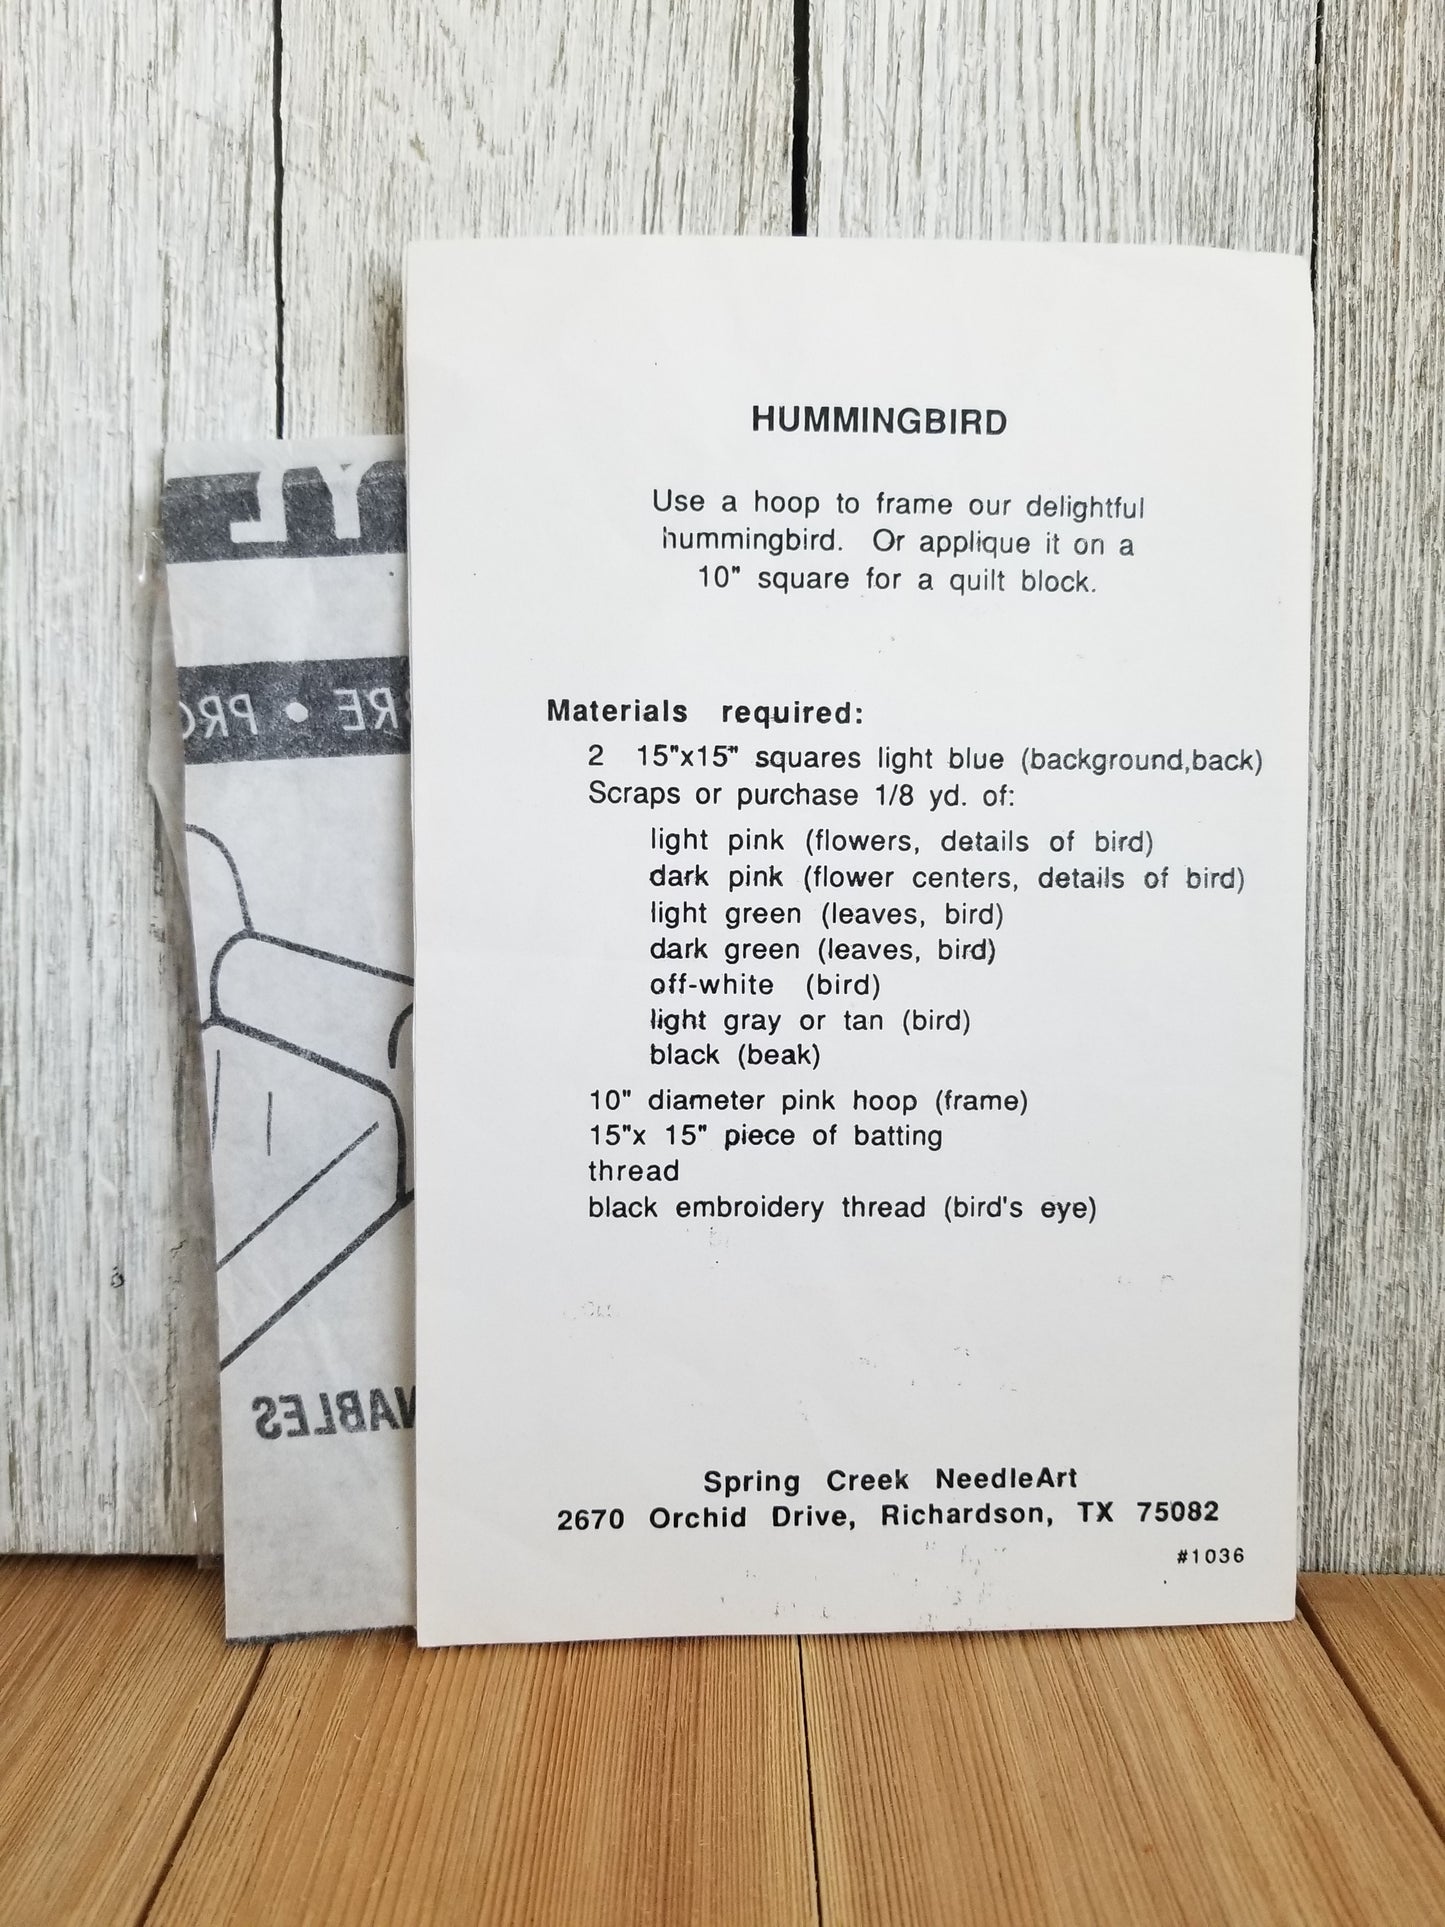 HUMMINGBIRD
Use a hoop to frame our delightful
hummingbird. Or applique it on a
10" square for a quilt block.
Materials required:
2 15"x15" squares light blue (background,back)
Scraps or purchase 1/8 yd. of:
light pink (flowers, details of bird)
dark pink (flower centers, details of bird)
light green (leaves, bird)
dark green (leaves, bird)
off-white (bird)
light gray or tan (bird)
black (beak)
10" diameter pink hoop (frame)
15"x 15" piece of batting
thread
black embroidery thread (bird's eye)
Spring Creek NeedleArt
2670 Orchid Drive, Richardson, TX 75082
#1036